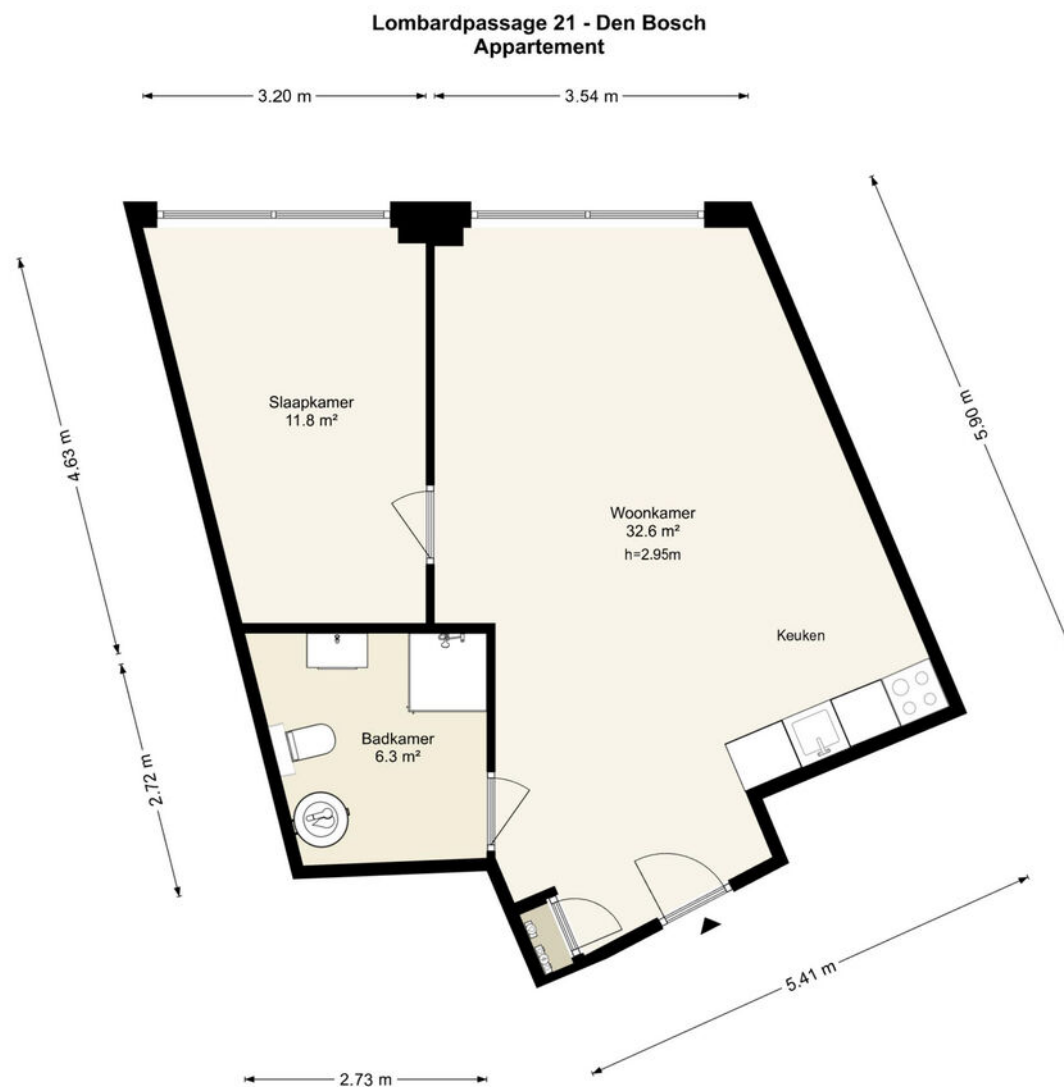 Lombardpassage 21 - Den Bosch
Appartement
3.20 m
3.54 m
4.63 m
5.90 m
Slaapkamer
11.8 m²
Woonkamer
32.6 m²
h=2.95m
Keuken
Badkamer
6.3 m²
2.72 m
5.41 m
2.73 m